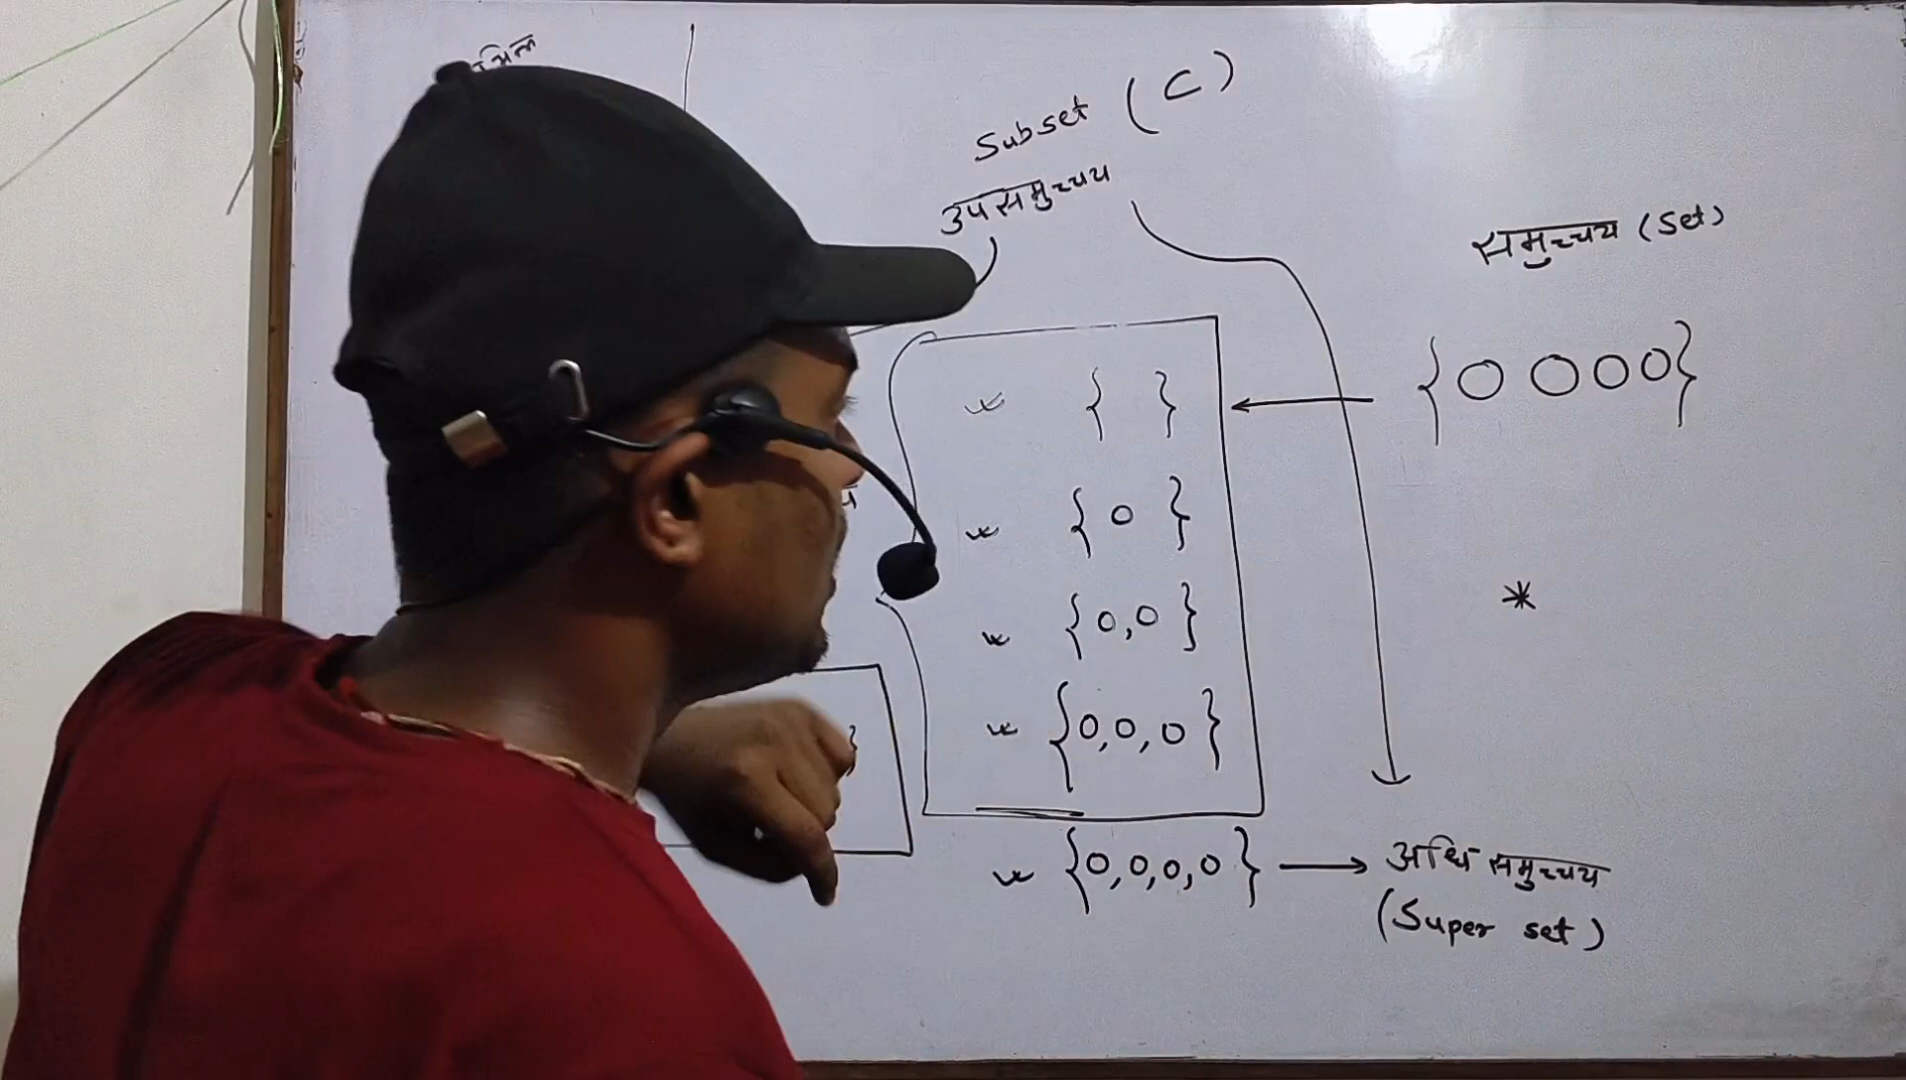 Subset (⊂)
उपसमुच्चय
समुच्चय (set)
{0 0 0 0}
{ }
{ 0 }
*
{0,0}
{0,0,0}
{0,0,0,0} → अधि समुच्चय
(Super set)